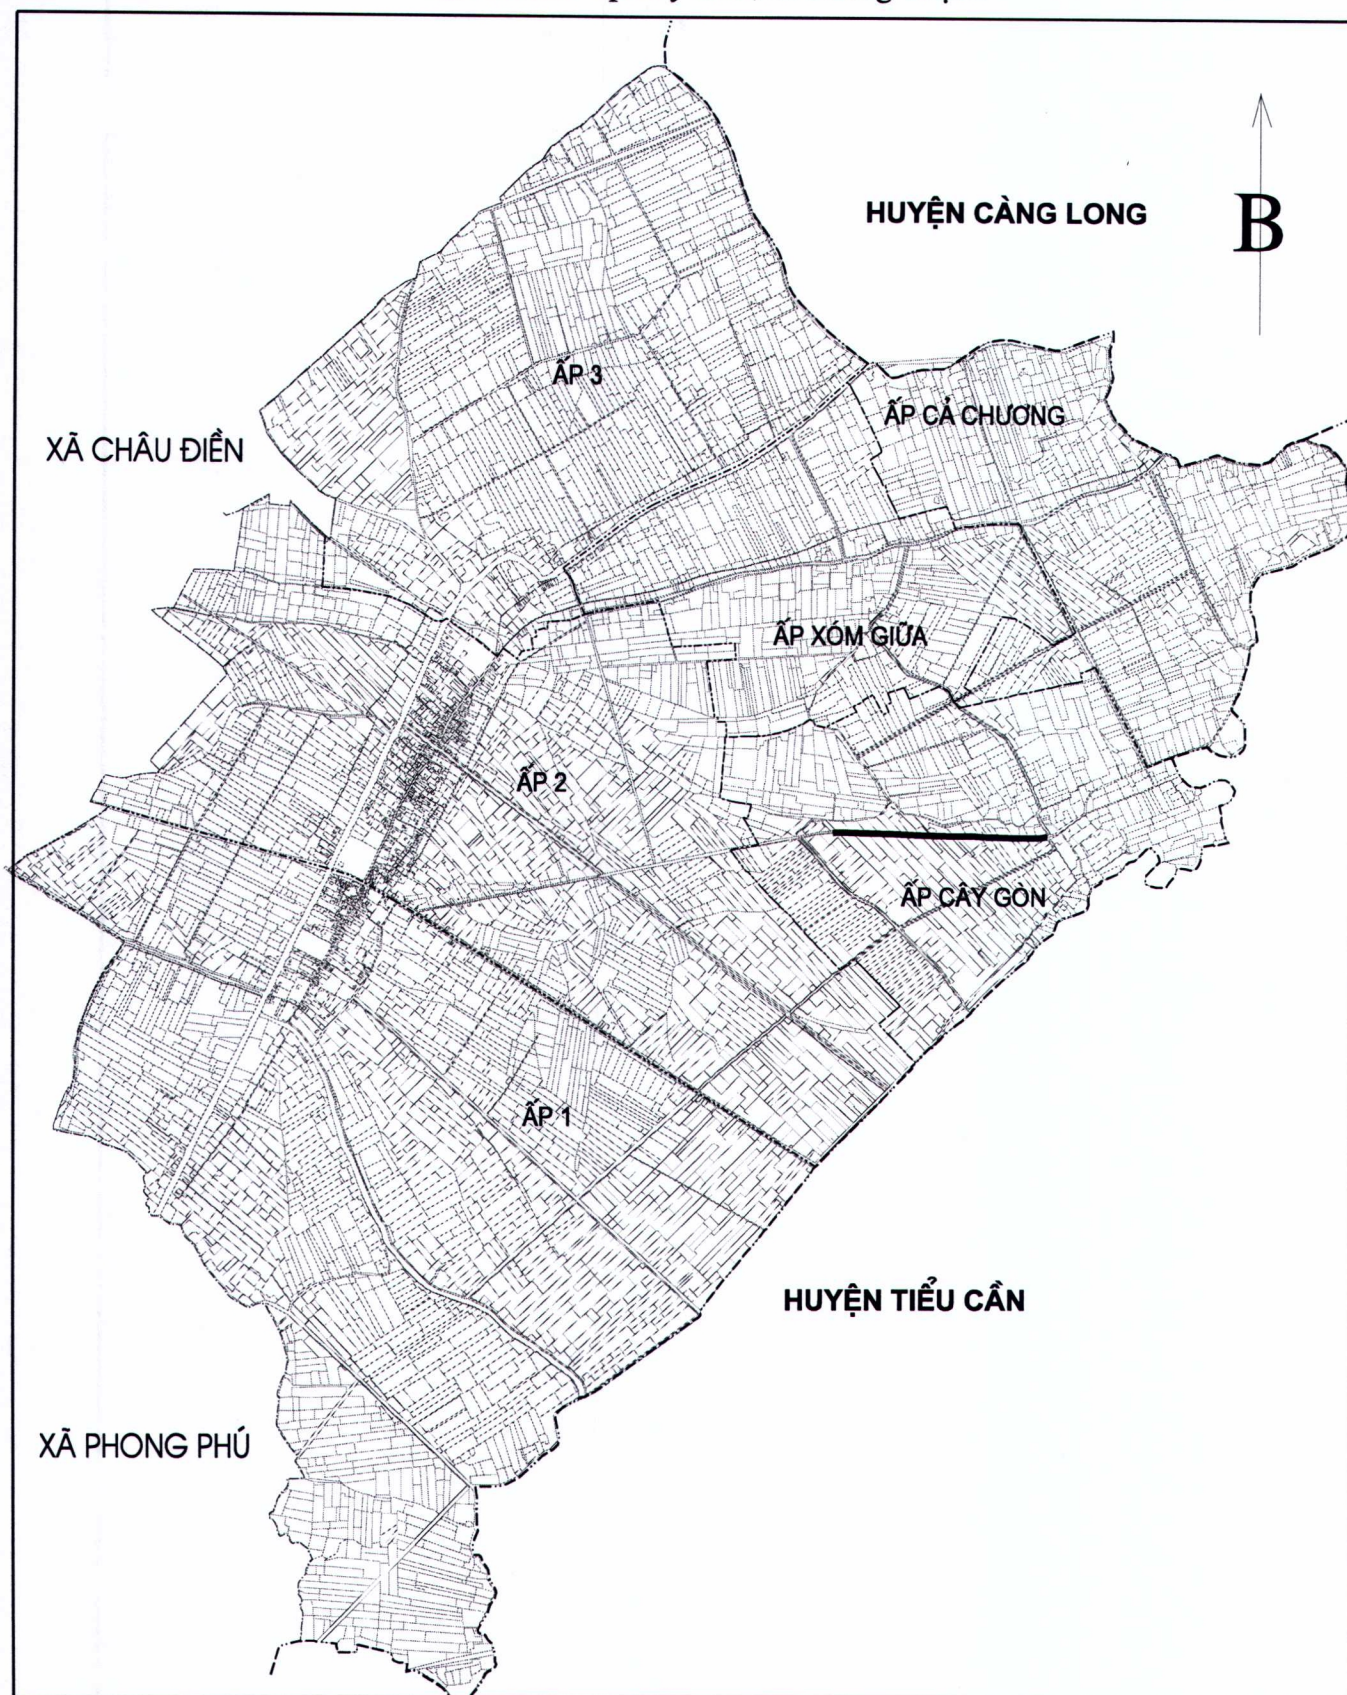 HUYỆN CÀNG LONG
B
ẤP 3
ẤP CẢ CHƯƠNG
XÃ CHÂU ĐIỀN
ẤP XÓM GIỮA
ẤP 2
ẤP CÂY GÒN
ẤP 1
HUYỆN TIỂU CẦN
XÃ PHONG PHÚ